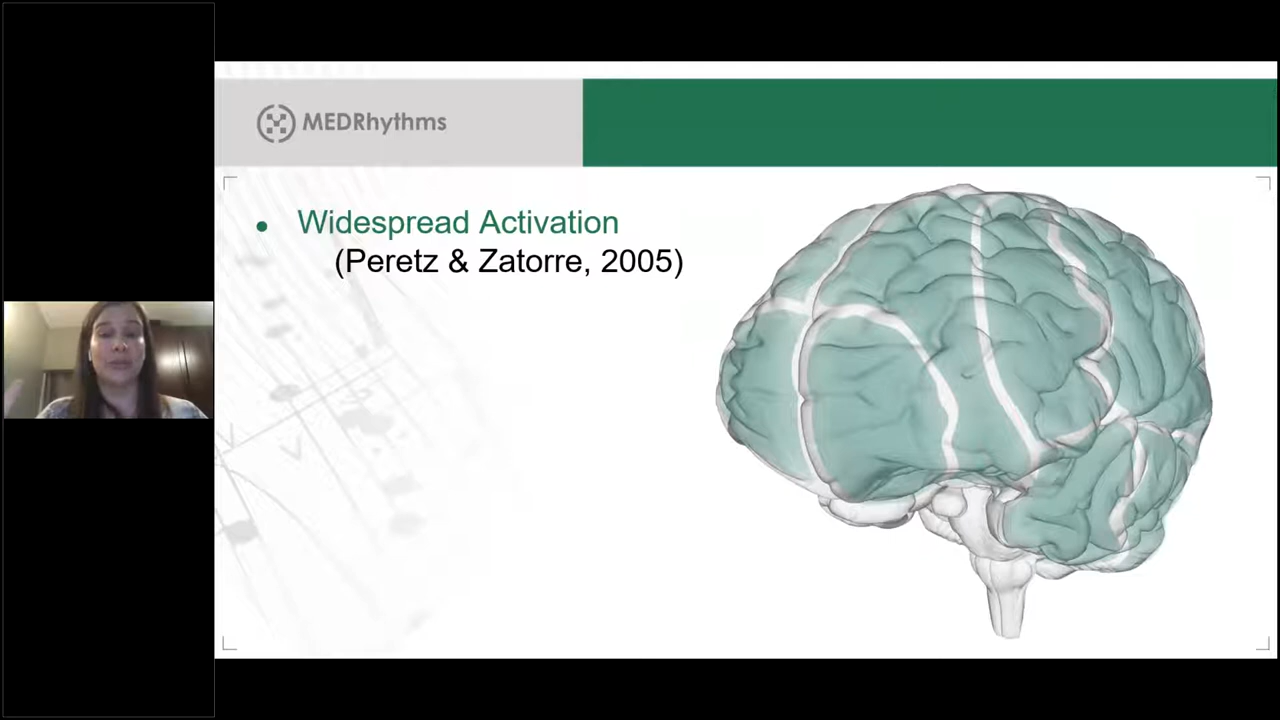 MEDRhythms
• Widespread Activation
(Peretz & Zatorre, 2005)